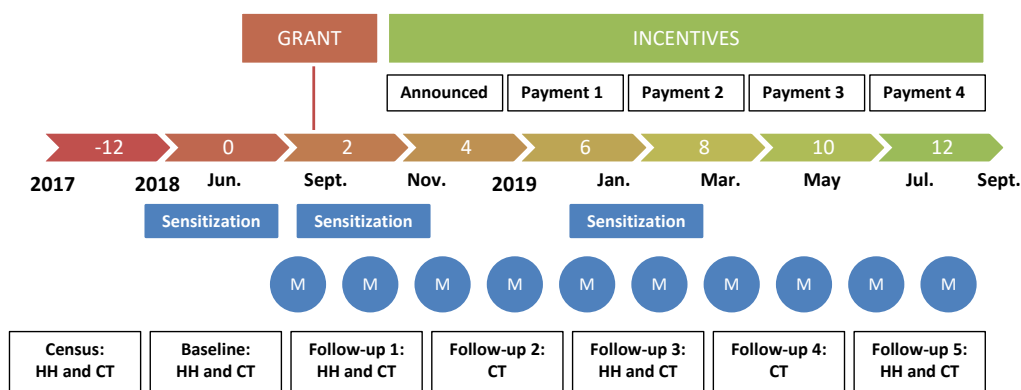 GRANT
INCENTIVES
Announced
Payment 1
Payment 2
Payment 3
Payment 4
-12
0
2
4
6
8
10
12
2017
2018
Jun.
Sept.
Nov.
2019
Jan.
Mar.
May
Jul.
Sept.
Sensitization
Sensitization
Sensitization
M
M
M
M
M
M
M
M
M
M
Census:
HH and CT
Baseline:
HH and CT
Follow-up 1:
HH and CT
Follow-up 2:
CT
Follow-up 3:
HH and CT
Follow-up 4:
CT
Follow-up 5:
HH and CT